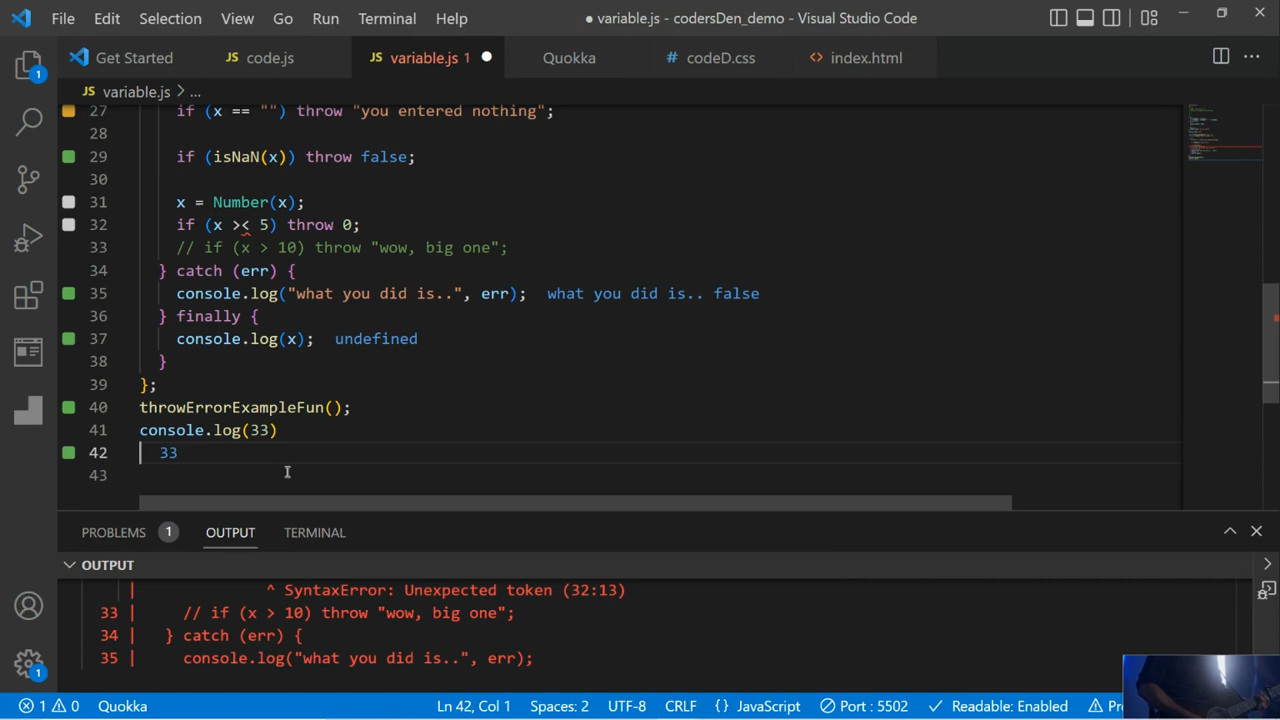 File Edit Selection View Go Run Terminal Help ● variable.js - codersDen_demo - Visual Studio Code
Get Started JS code.js JS variable.js 1 Quokka # codeD.css <> index.html
JS variable.js > ...
27 if (x == "") throw "you entered nothing";
28
29 if (isNaN(x)) throw false;
30
31 x = Number(x);
32 if (x >< 5) throw 0;
33 // if (x > 10) throw "wow, big one";
34 } catch (err) {
35 console.log("what you did is..", err); what you did is.. false
36 } finally {
37 console.log(x); undefined
38 }
39 };
40 throwErrorExampleFun();
41 console.log(33)
42 33
43
PROBLEMS 1 OUTPUT TERMINAL
OUTPUT
| ^ SyntaxError: Unexpected token (32:13)
33 | // if (x > 10) throw "wow, big one";
34 | } catch (err) {
35 | console.log("what you did is..", err);
1
1
1 0 Quokka Ln 42, Col 1 Spaces: 2 UTF-8 CRLF {} JavaScript Port : 5502 Readable: Enabled